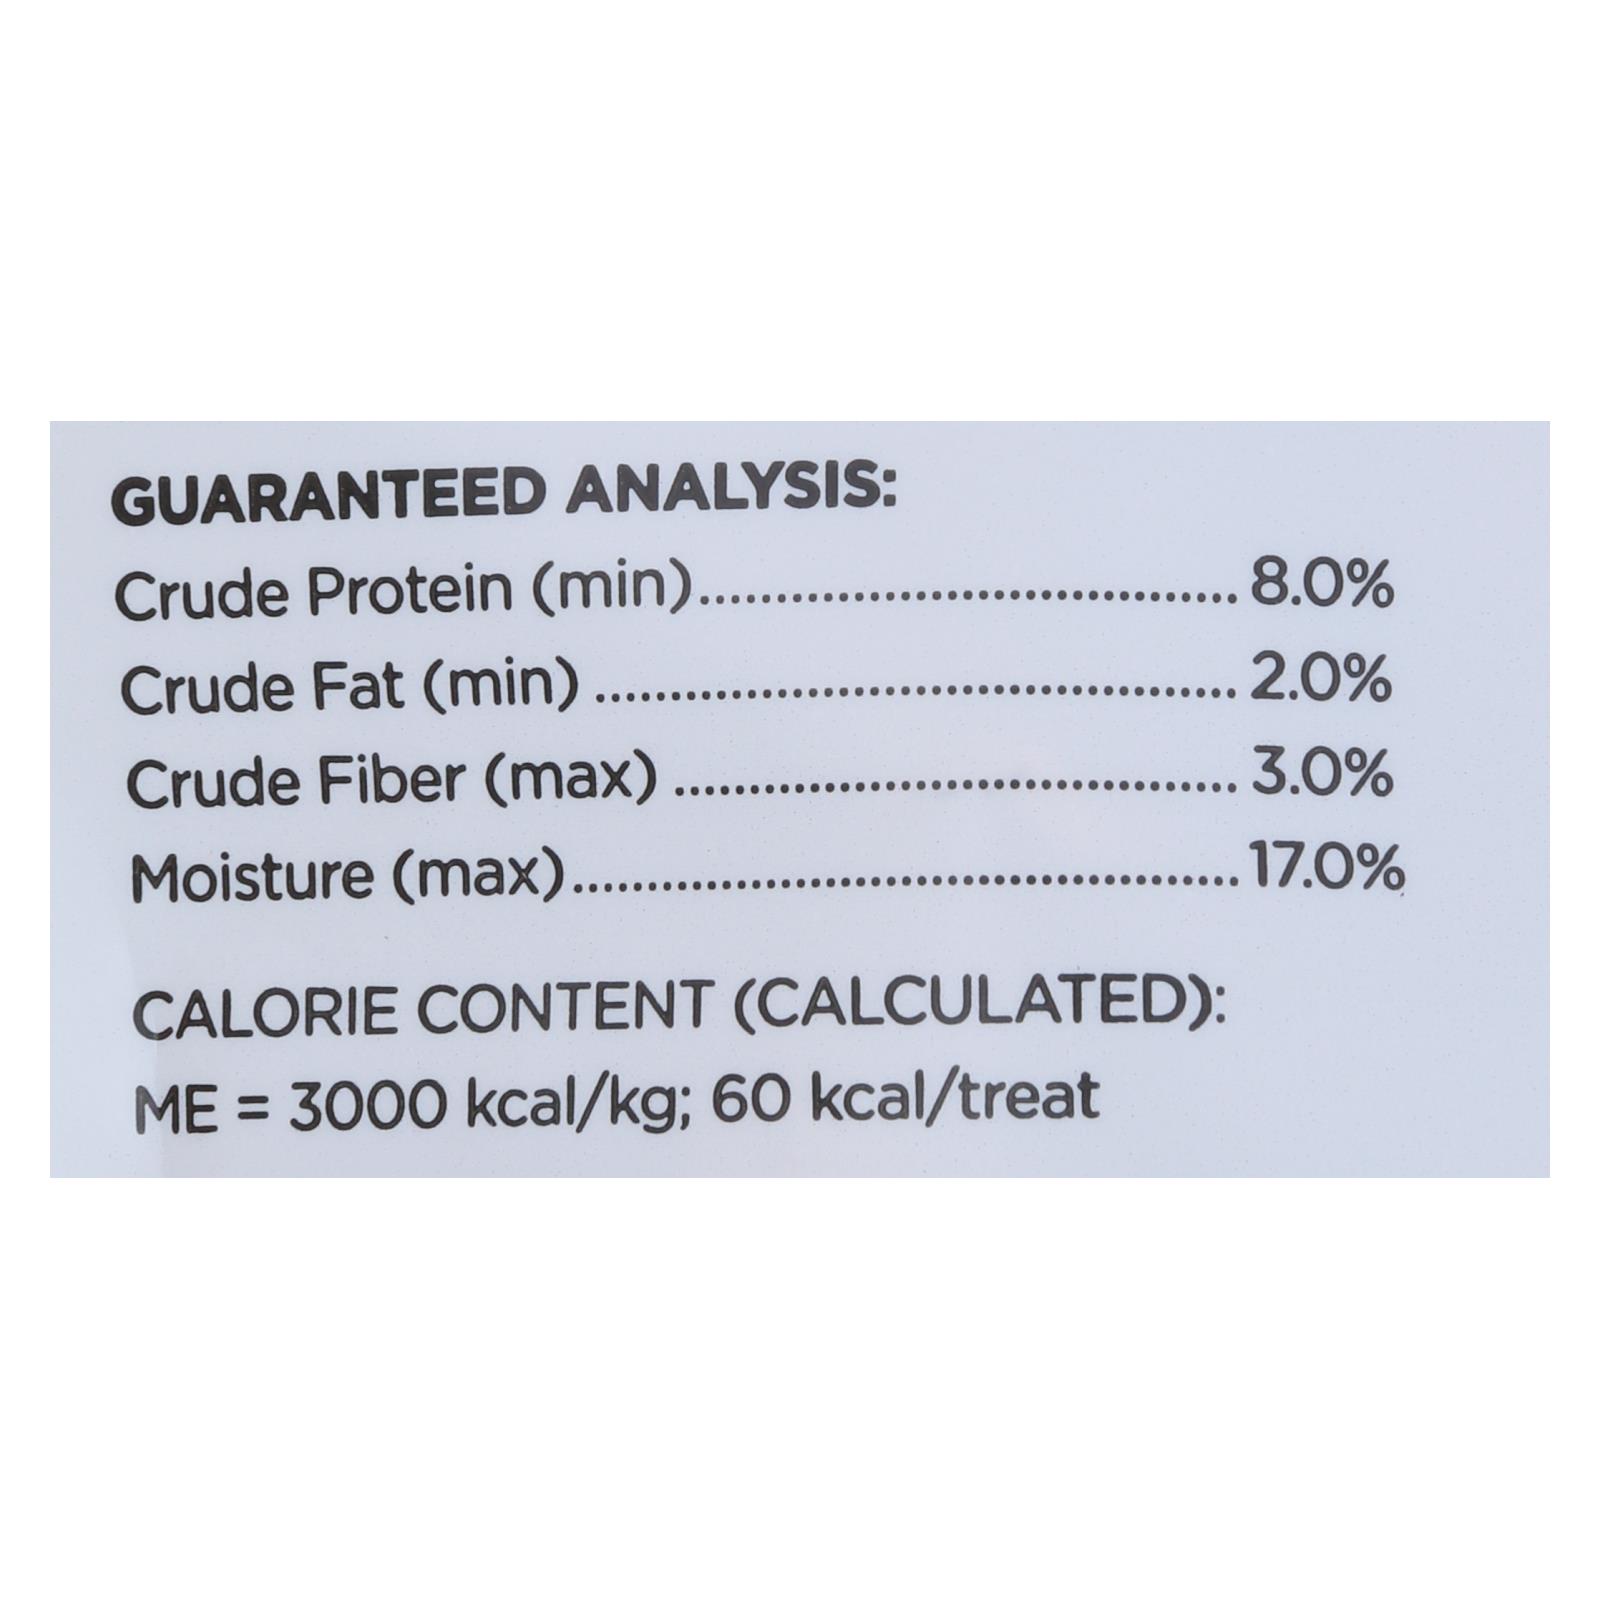 GUARANTEED ANALYSIS:
Crude Protein (min)........................................ 8.0%
Crude Fat (min) ............................................... 2.0%
Crude Fiber (max) ......................................... 3.0%
Moisture (max)................................................. 17.0%
CALORIE CONTENT (CALCULATED):
ME = 3000 kcal/kg; 60 kcal/treat